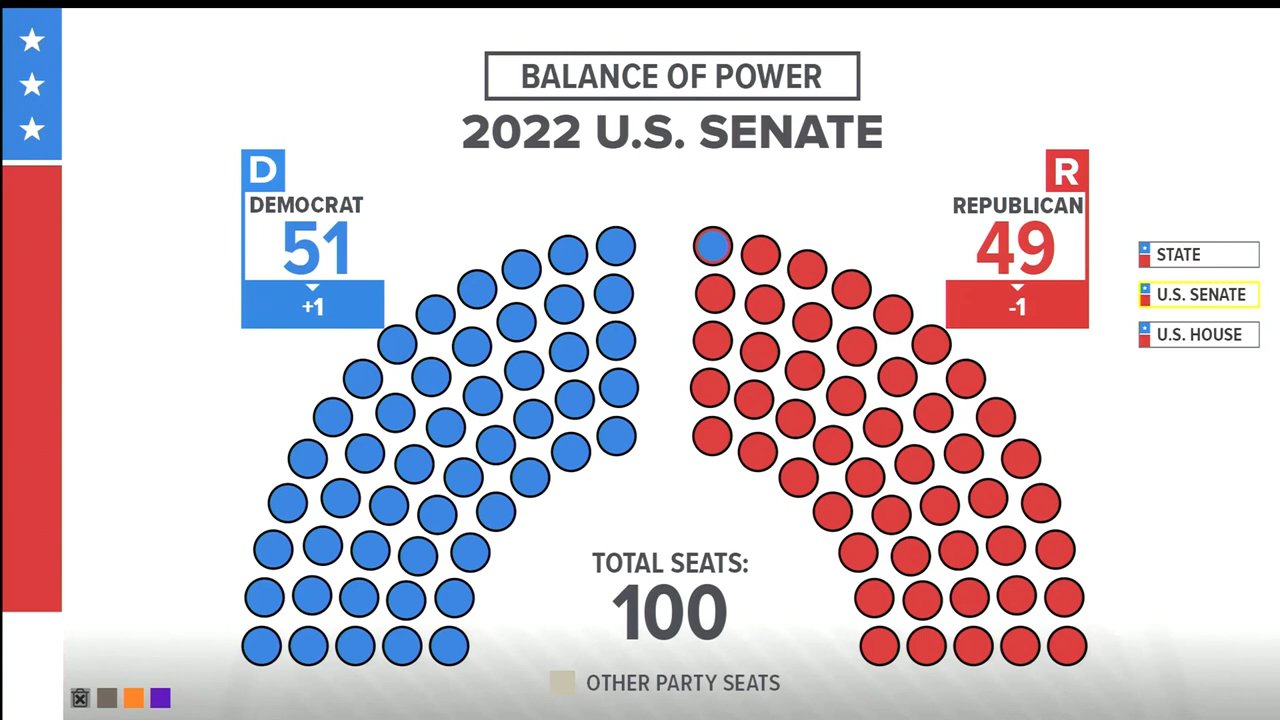 BALANCE OF POWER
2022 U.S. SENATE
D
DEMOCRAT
51
+1
R
REPUBLICAN
49
-1
STATE
U.S. SENATE
U.S. HOUSE
TOTAL SEATS:
100
OTHER PARTY SEATS